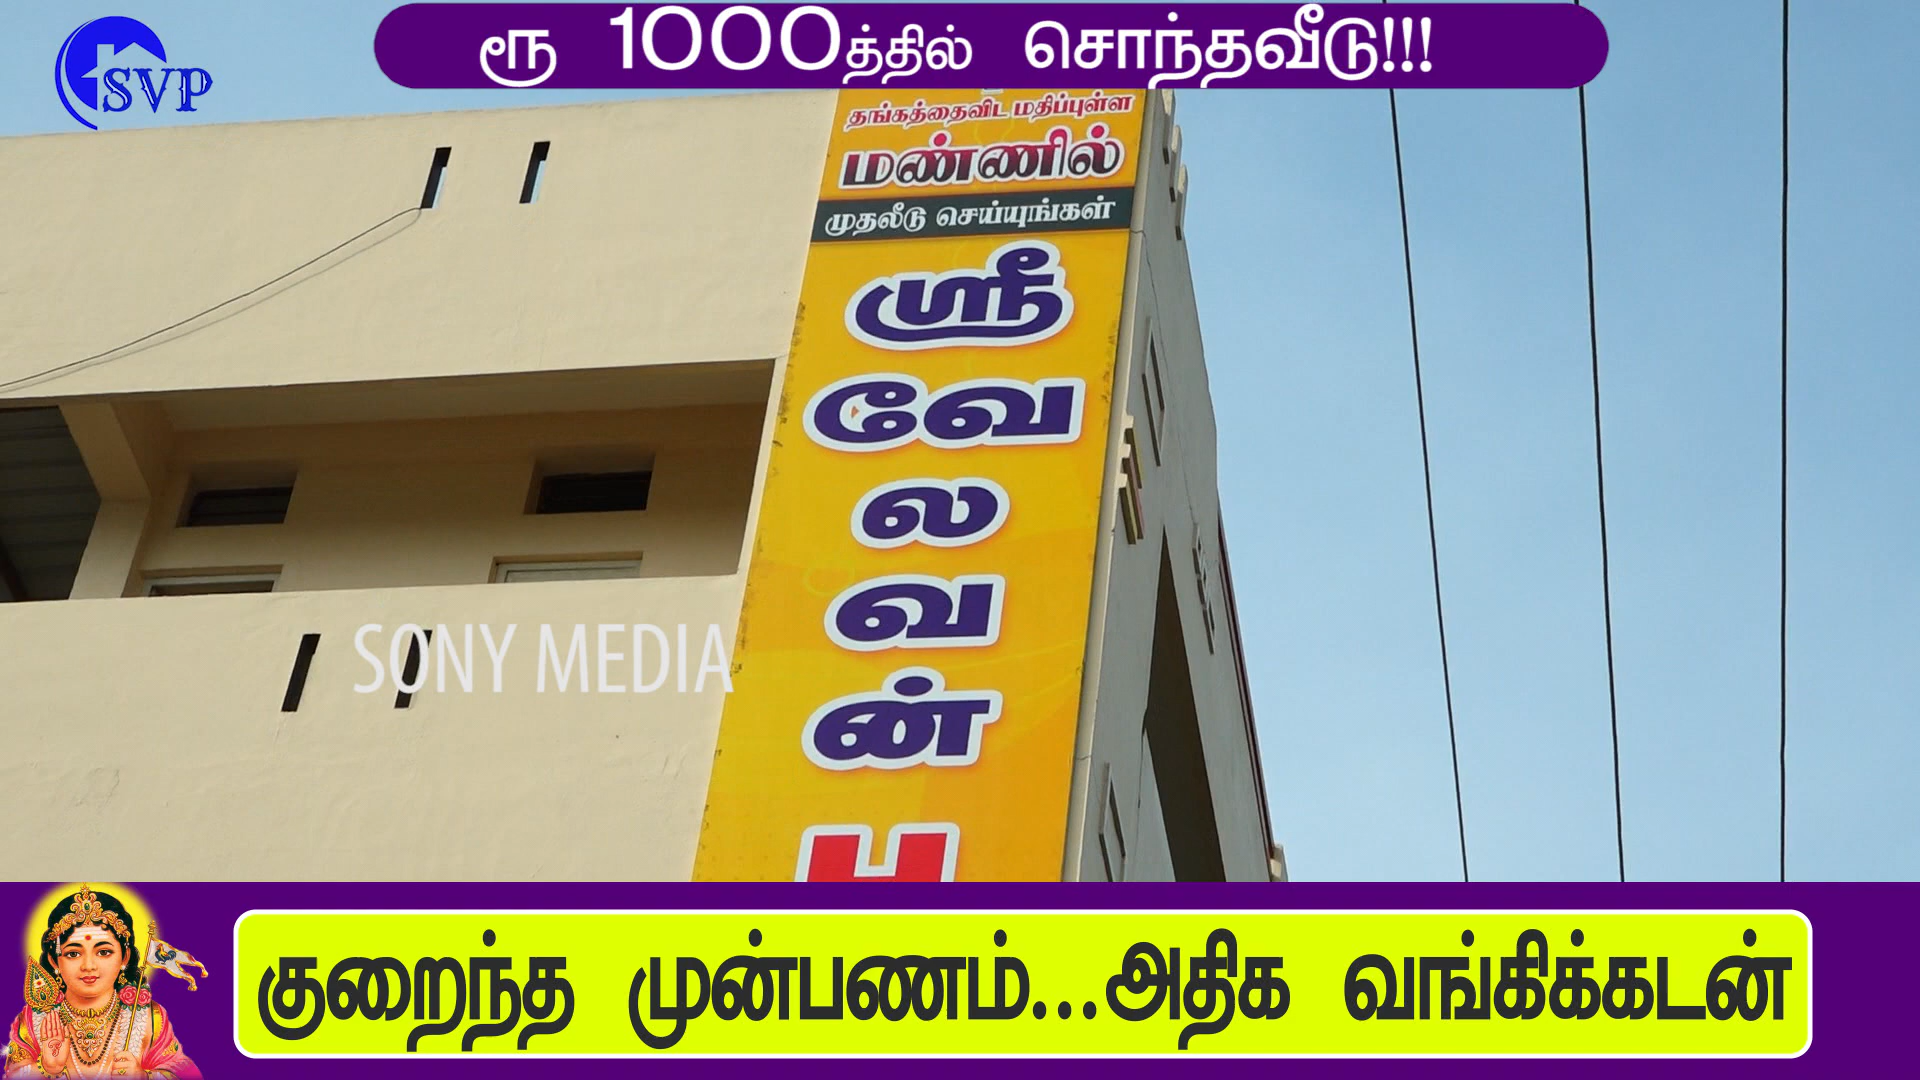 ரூ 1000த்தில் சொந்தவீடு!!!
SVP
தங்கத்தைவிட மதிப்புள்ள
மண்ணில்
முதலீடு செய்யுங்கள்
ஸ்ரீ
வே
ல
வ
ன்
SONY MEDIA
குறைந்த முன்பணம்...அதிக வங்கிக்கடன்